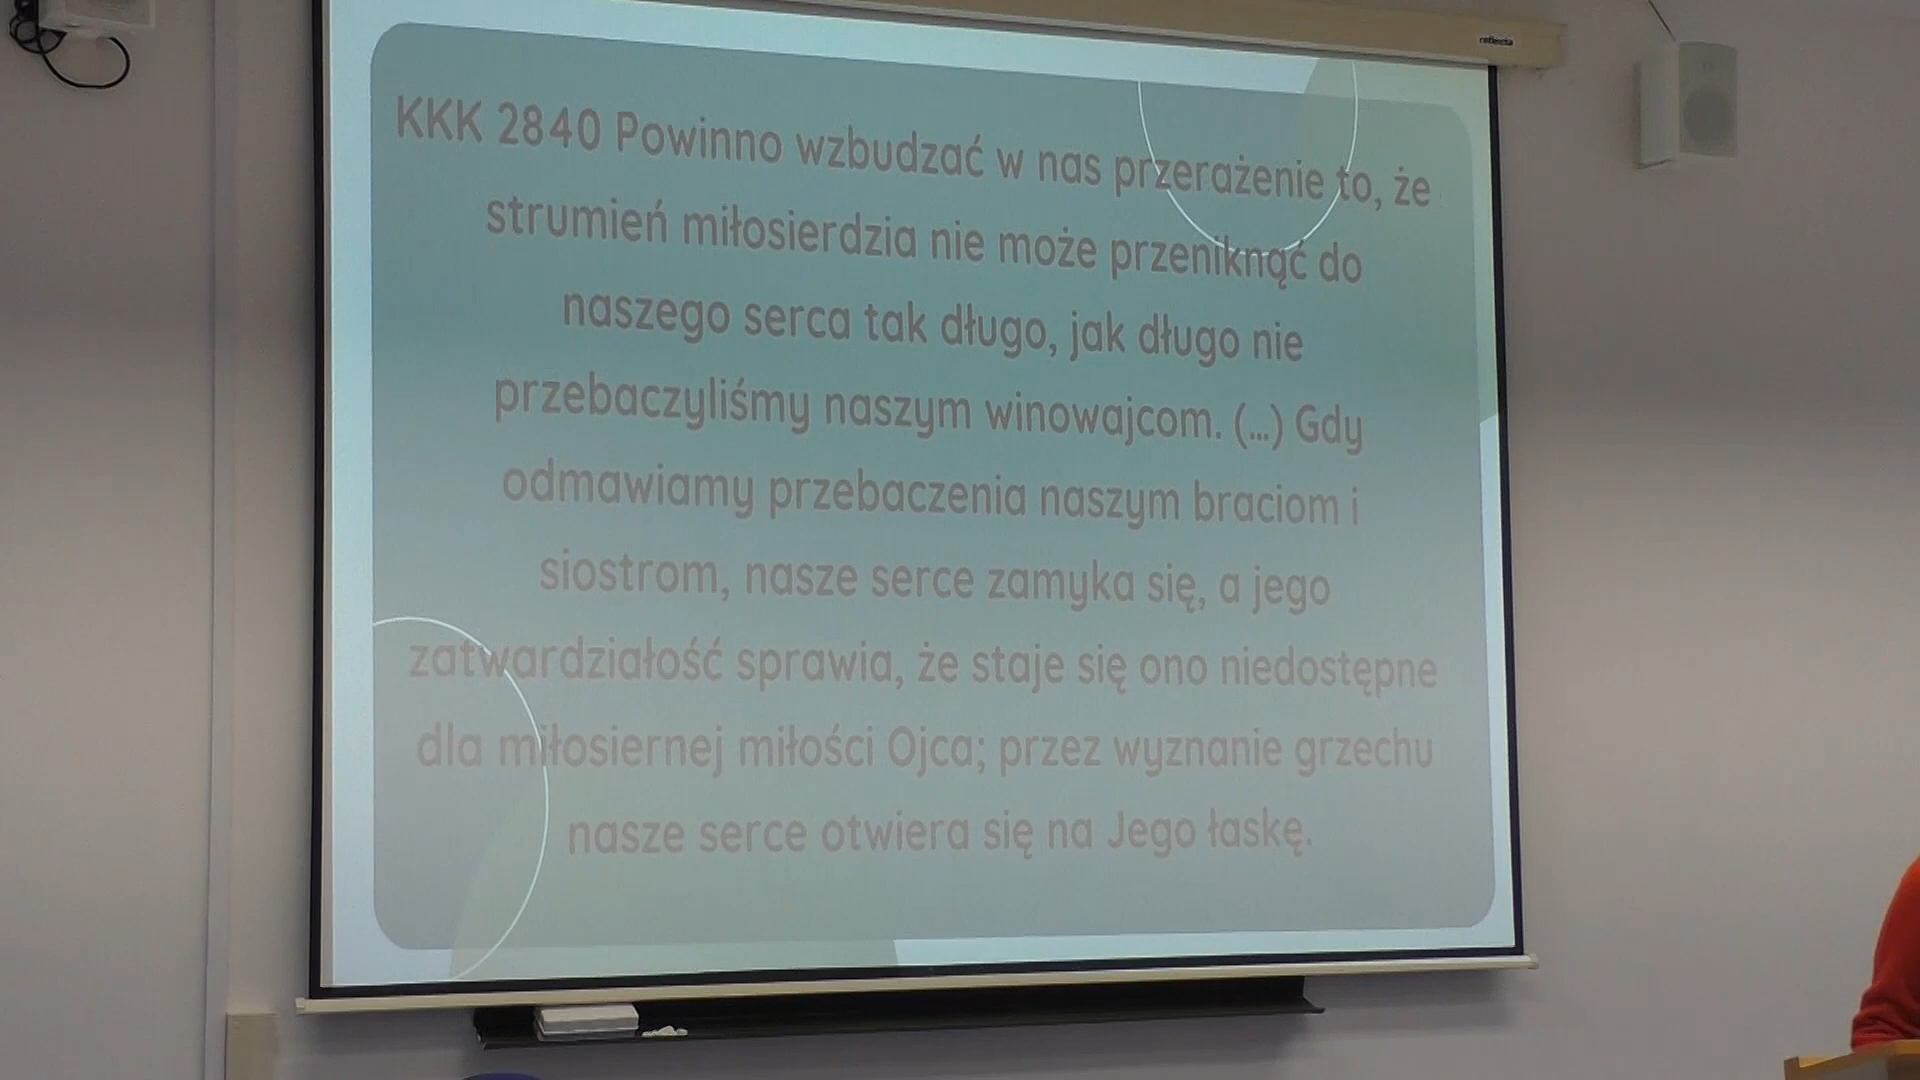 reflecta
KKK 2840 Powinno wzbudzać w nas przerażenie to, że
strumień miłosierdzia nie może przeniknąć do
naszego serca tak długo, jak długo nie
przebaczyliśmy naszym winowajcom. (...) Gdy
odmawiamy przebaczenia naszym braciom i
siostrom, nasze serce zamyka się, a jego
zatwardziałość sprawia, że staje się ono niedostępne
dla miłosiernej miłości Ojca; przez wyznanie grzechu
nasze serce otwiera się na Jego łaskę.